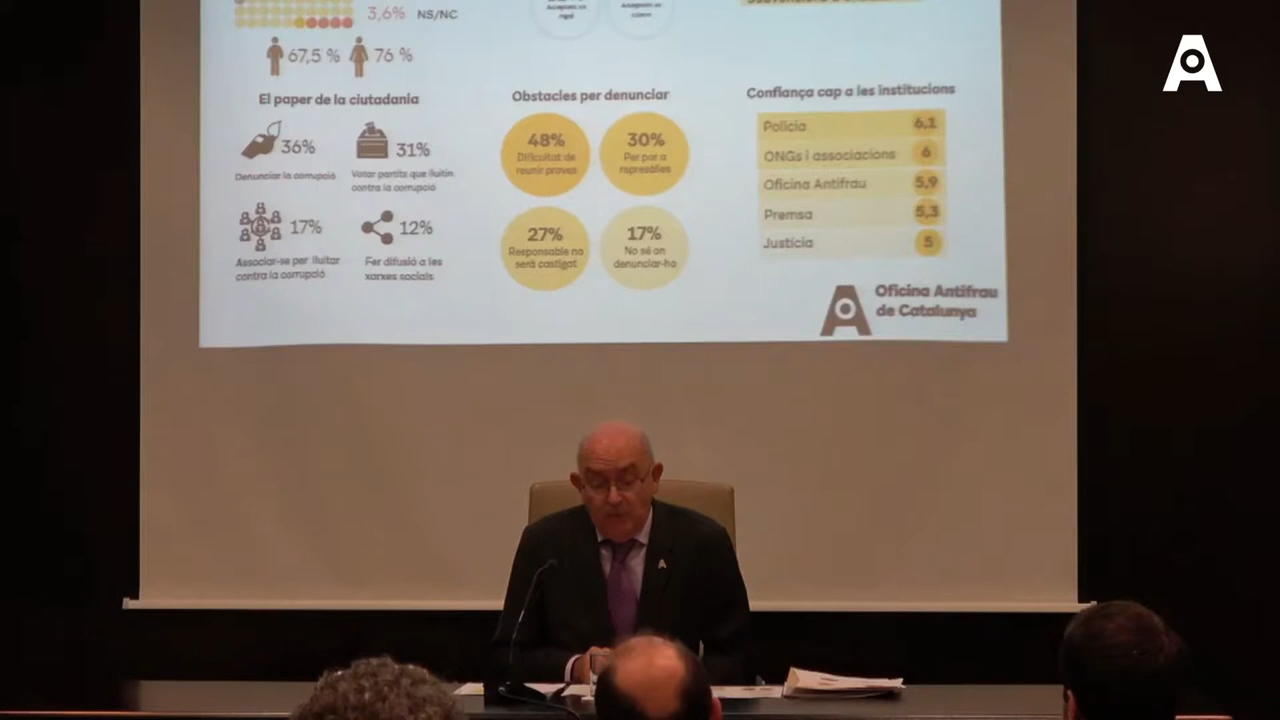 3,6% NS/NC
67,5 % 76 %
El paper de la ciutadania
36%
Denunciar la corrupció
31%
Votar partits que lluitin
contra la corrupció
17%
Associar-se per lluitar
contra la corrupció
12%
Fer difusió a les
xarxes socials
Obstacles per denunciar
48%
Dificultat de
reunir proves
30%
Per por a
represàlies
27%
Responsable no
serà castigat
17%
No sé on
denunciar-ho
Confiança cap a les institucions
Policia 6,1
ONGs i associacions 6
Oficina Antifrau 5,9
Premsa 5,3
Justícia 5
Oficina Antifrau
de Catalunya